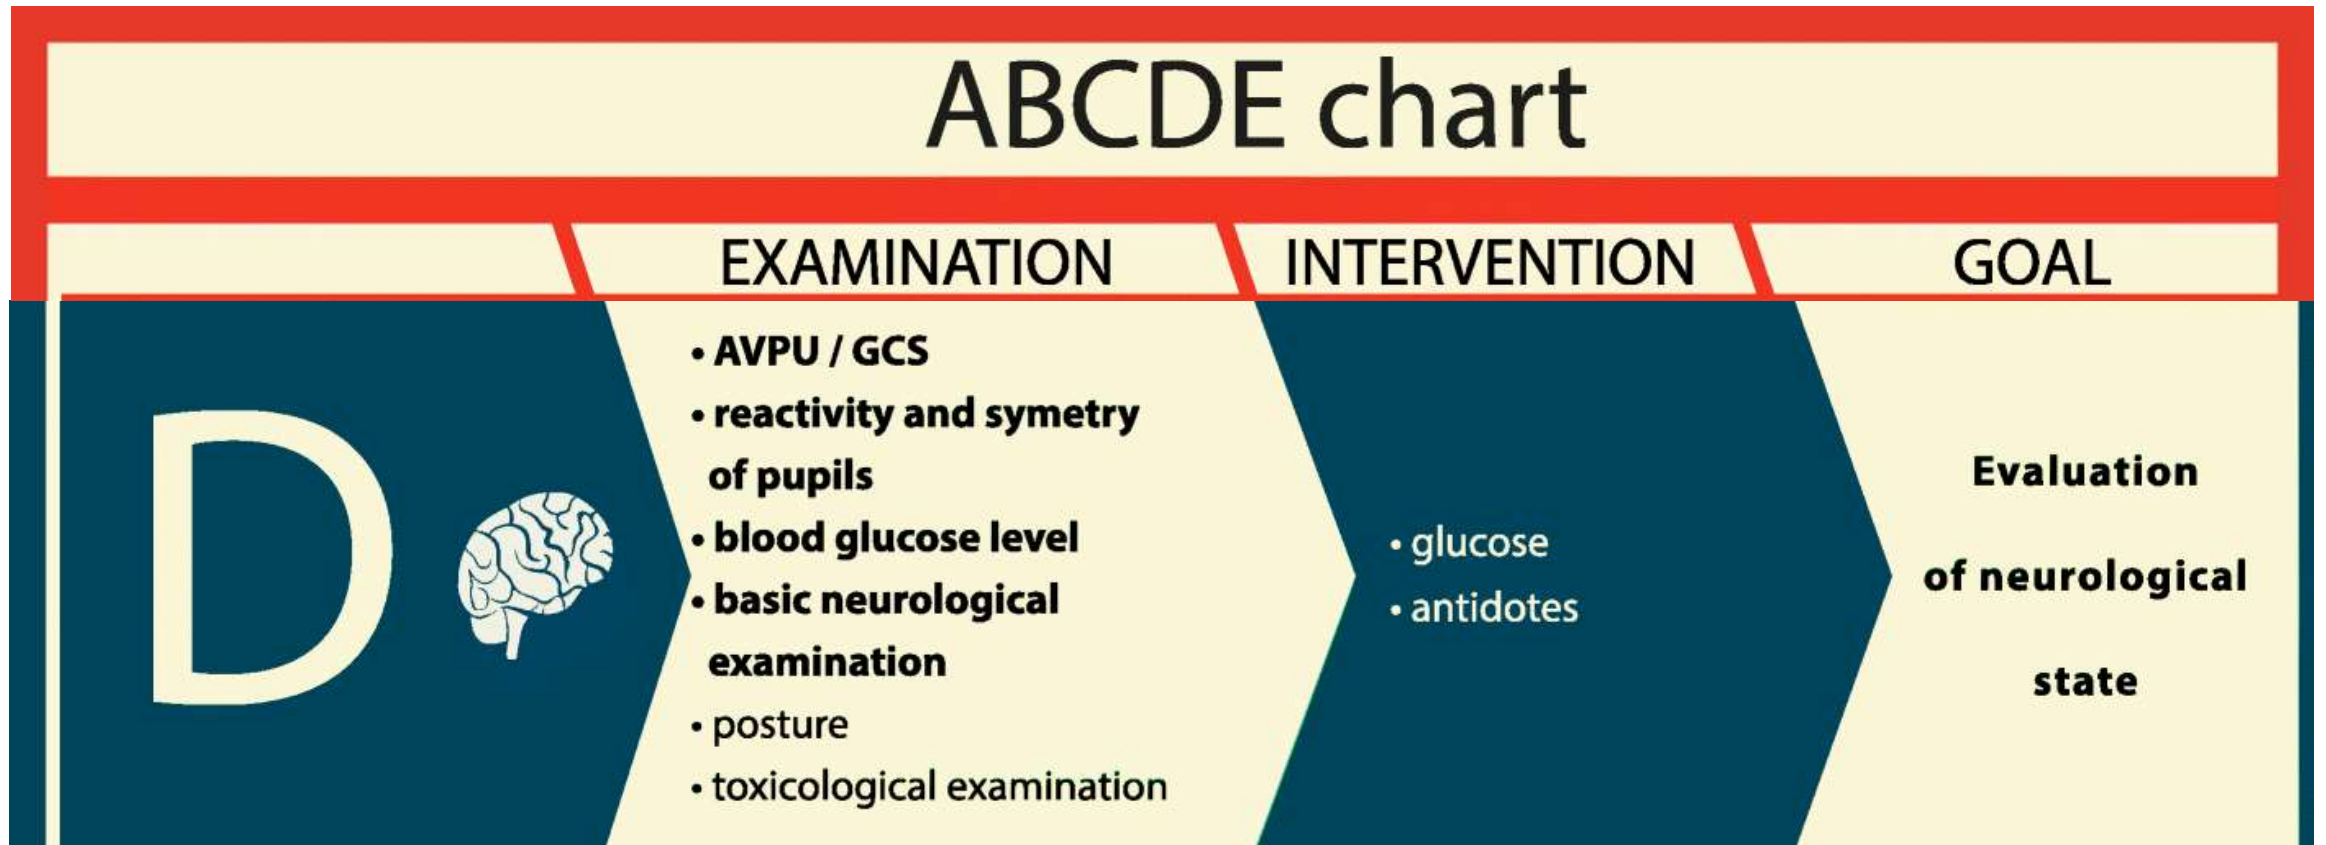 ABCDE chart
EXAMINATION
INTERVENTION
GOAL
D
• AVPU / GCS
• reactivity and symetry
of pupils
• blood glucose level
• basic neurological
examination
• posture
• toxicological examination
• glucose
• antidotes
Evaluation
of neurological
state